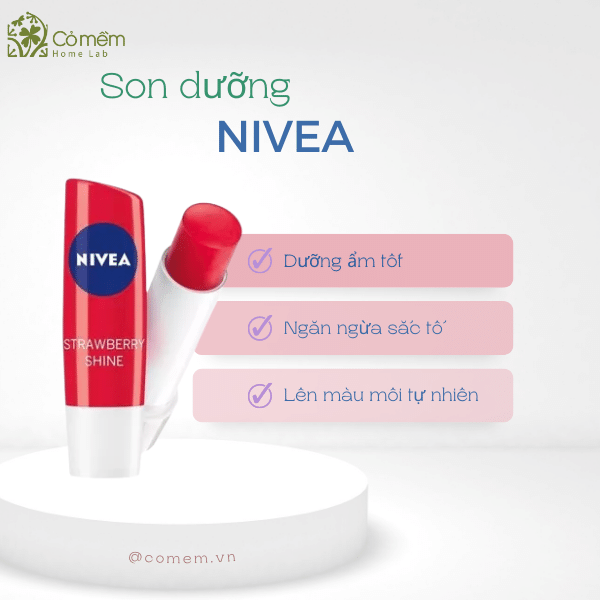 Cỏ mềm
Home Lab
Son dưỡng
NIVEA
NIVEA
STRAWBERRY
SHINE
Dưỡng ẩm tốt
Ngăn ngừa sắc tố
Lên màu môi tự nhiên
@comem.vn